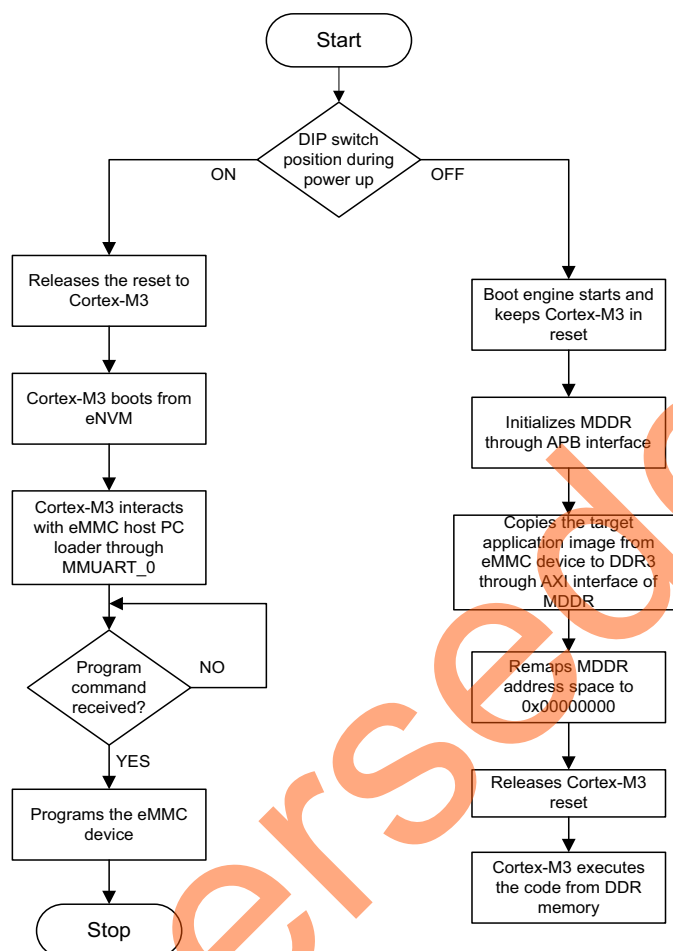 Start
DIP switch
position during
power up
ON
OFF
Releases the reset to
Cortex-M3
Cortex-M3 boots from
eNVM
Cortex-M3 interacts
with eMMC host PC
loader through
MMUART_0
Program
command
received?
NO
YES
Programs the eMMC
device
Stop
Boot engine starts and
keeps Cortex-M3 in
reset
Initializes MDDR
through APB interface
Copies the target
application image from
eMMC device to DDR3
through AXI interface of
MDDR
Remaps MDDR
address space to
0x00000000
Releases Cortex-M3
reset
Cortex-M3 executes
the code from DDR
memory